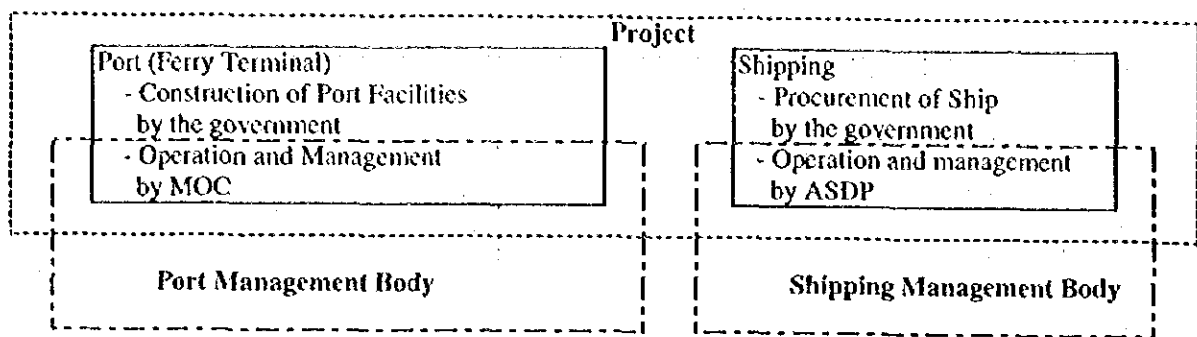 Project
Port (Ferry Terminal)
- Construction of Port Facilities
by the government
- Operation and Management
by MOC
Shipping
- Procurement of Ship
by the government
- Operation and management
by ASDP
Port Management Body
Shipping Management Body